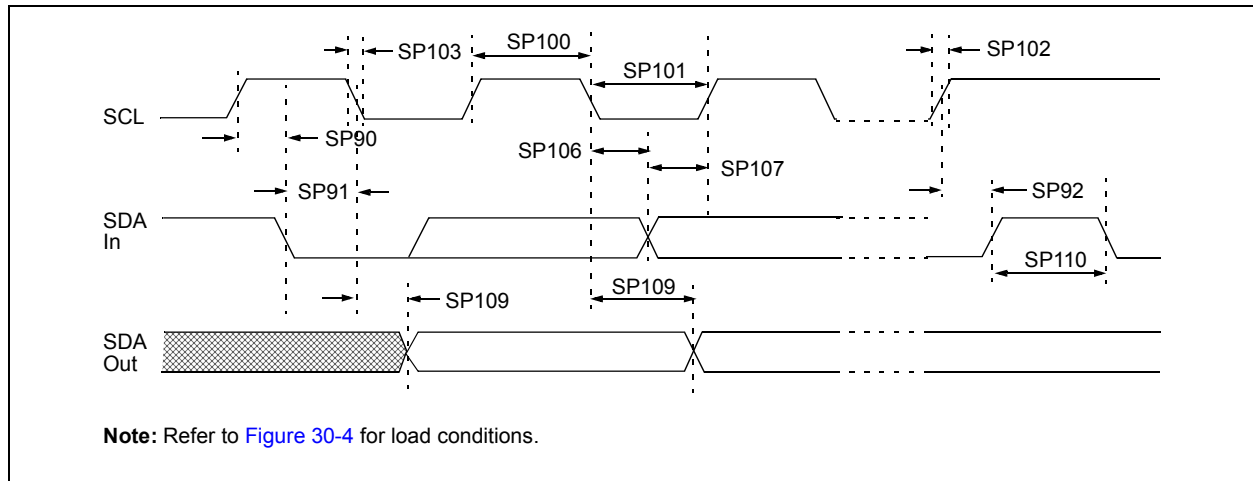 SP103
SP100
SP101
SP102
SCL
SP90
SP106
SP107
SP91
SP92
SDA
In
SP110
SP109
SP109
SDA
Out
Note: Refer to Figure 30-4 for load conditions.